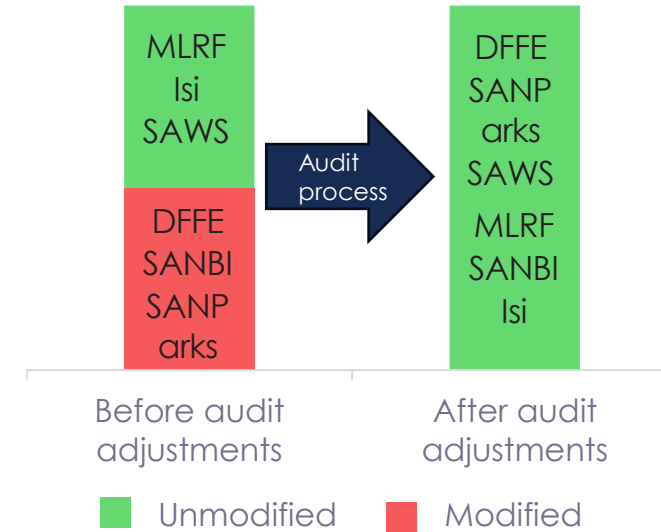 MLRF
Isi
SAWS
DFFE
SANBI
SANP
arks
Audit
process
DFFE
SANP
arks
SAWS
MLRF
SANBI
Isi
Before audit
adjustments
After audit
adjustments
Unmodified
Modified